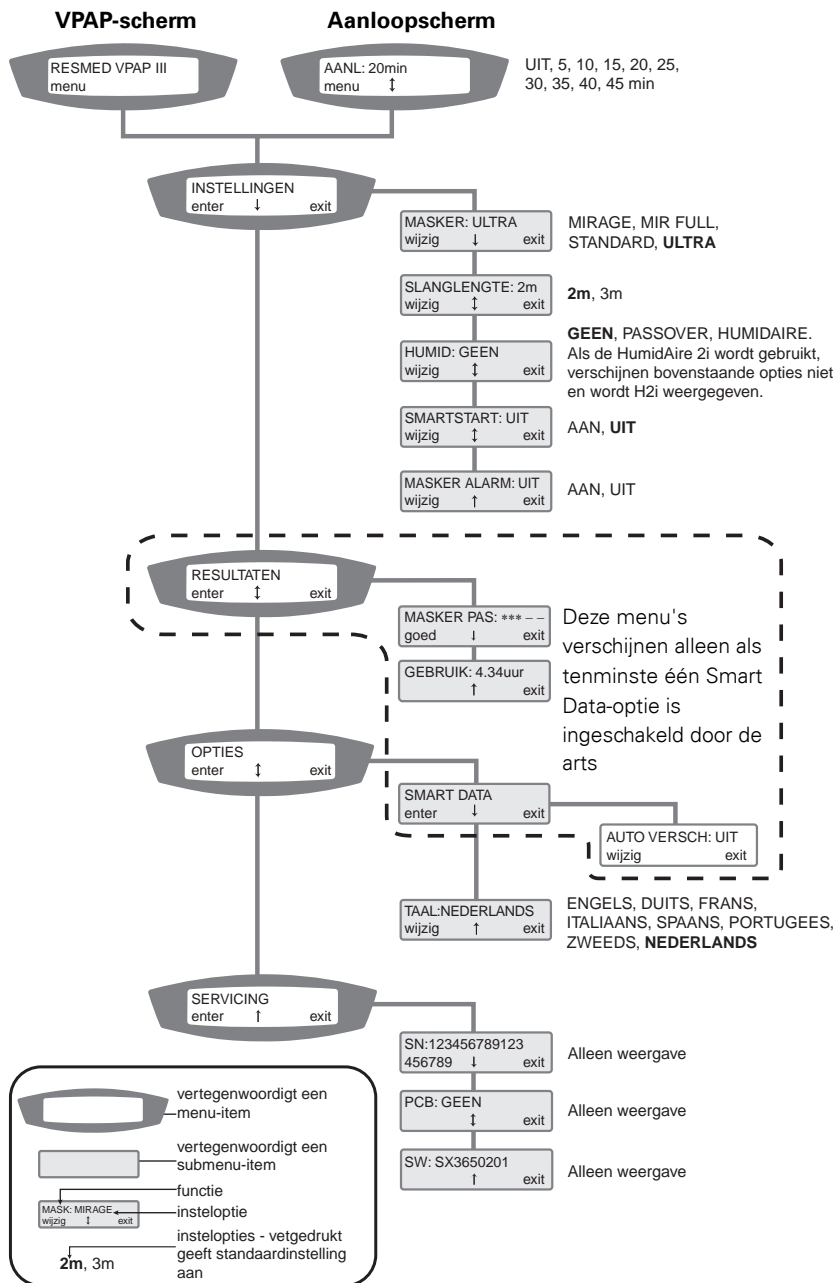 VPAP-scherm
Aanloopscherm
RESMED VPAP III
menu
AANL: 20min
menu ↕
UIT, 5, 10, 15, 20, 25,
30, 35, 40, 45 min
INSTELLINGEN
enter ↓ exit
MASKER: ULTRA
wijzig ↓ exit
MIRAGE, MIR FULL,
STANDARD, ULTRA
SLANGLENGTE: 2m
wijzig ↕ exit
2m, 3m
HUMID: GEEN
wijzig ↕ exit
GEEN, PASSOVER, HUMIDAIRE.
Als de HumidAire 2i wordt gebruikt,
verschijnen bovenstaande opties niet
en wordt H2i weergegeven.
SMARTSTART: UIT
wijzig ↕ exit
AAN, UIT
MASKER ALARM: UIT
wijzig ↑ exit
AAN, UIT
RESULTATEN
enter ↕ exit
MASKER PAS: *** – –
goed ↓ exit
GEBRUIK: 4.34uur
↑ exit
Deze menu's
verschijnen alleen als
tenminste één Smart
Data-optie is
ingeschakeld door de
arts
OPTIES
enter ↕ exit
SMART DATA
enter ↓ exit
AUTO VERSCH: UIT
wijzig exit
TAAL:NEDERLANDS
wijzig ↑ exit
ENGELS, DUITS, FRANS,
ITALIAANS, SPAANS, PORTUGEES,
ZWEEDS, NEDERLANDS
SERVICING
enter ↑ exit
SN:123456789123
456789 ↓ exit
Alleen weergave
PCB: GEEN
↕ exit
Alleen weergave
SW: SX3650201
↑ exit
Alleen weergave
vertegenwoordigt een
menu-item
vertegenwoordigt een
submenu-item
functie
MASK: MIRAGE
wijzig ↕ exit
insteloptie
instelopties - vetgedrukt
geeft standaardinstelling
aan
2m, 3m